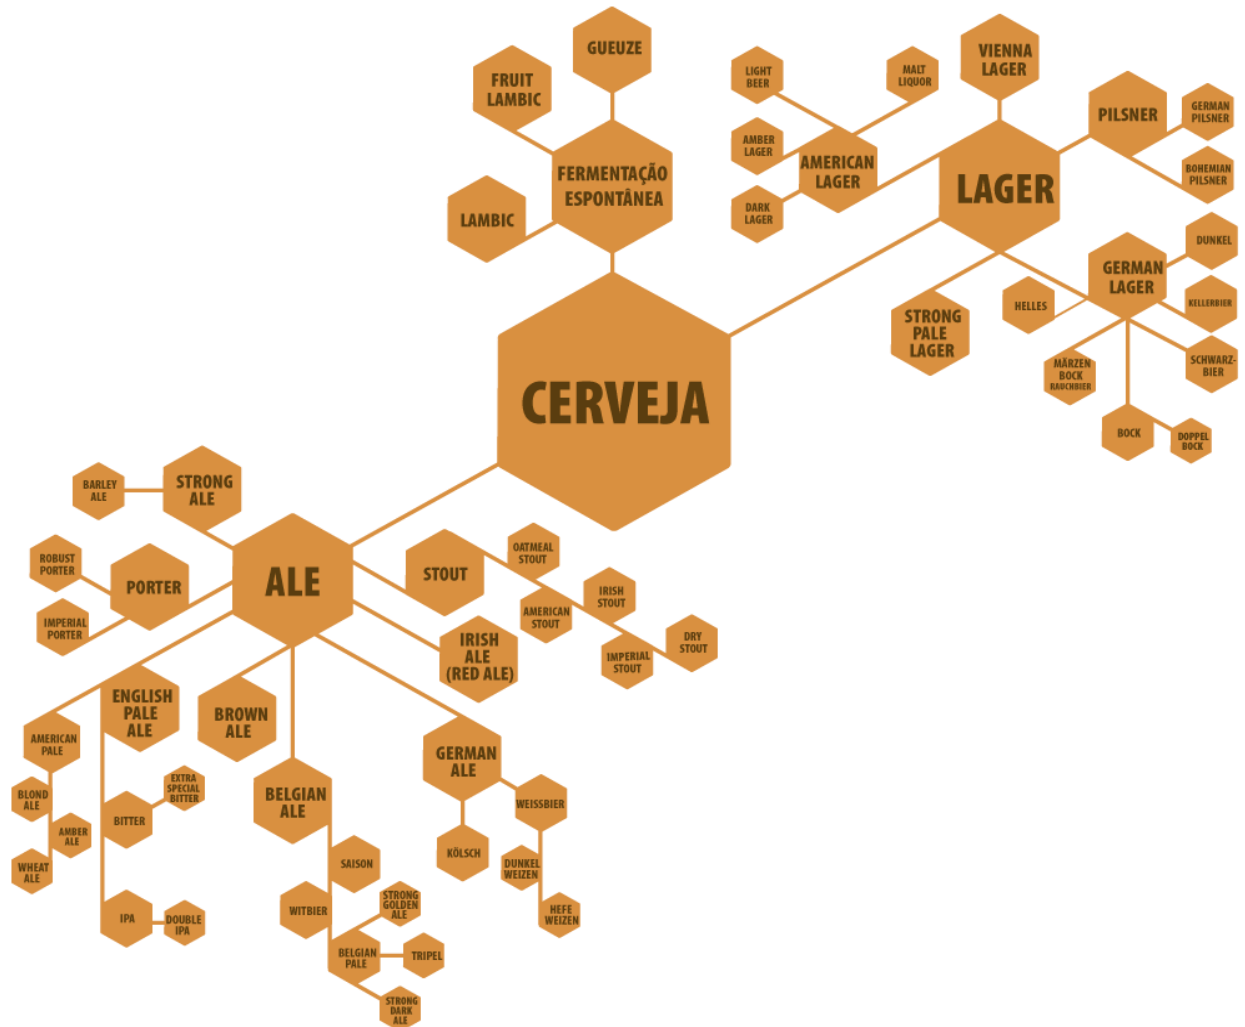 GUEUZE
FRUIT
LAMBIC
FERMENTAÇÃO
ESPONTÂNEA
LAMBIC
LIGHT
BEER
MALT
LIQUOR
AMBER
LAGER
AMERICAN
LAGER
DARK
LAGER
VIENNA
LAGER
LAGER
PILSNER
GERMAN
PILSNER
BOHEMIAN
PILSNER
GERMAN
LAGER
DUNKEL
KELLERBIER
HELLES
SCHWARZ-
BIER
MÄRZEN
BOCK
RAUCHBIER
BOCK
DOPPEL
BOCK
STRONG
PALE
LAGER
CERVEJA
BARLEY
ALE
STRONG
ALE
ROBUST
PORTER
PORTER
IMPERIAL
PORTER
ALE
STOUT
OATMEAL
STOUT
AMERICAN
STOUT
IRISH
STOUT
IMPERIAL
STOUT
DRY
STOUT
IRISH
ALE
(RED ALE)
ENGLISH
PALE
ALE
AMERICAN
PALE
BLOND
ALE
AMBER
ALE
WHEAT
ALE
EXTRA
SPECIAL
BITTER
BITTER
IPA
DOUBLE
IPA
BROWN
ALE
BELGIAN
ALE
SAISON
WITBIER
STRONG
GOLDEN
ALE
BELGIAN
PALE
TRIPEL
STRONG
DARK
ALE
GERMAN
ALE
WEISSBIER
KÖLSCH
DUNKEL
WEIZEN
HEFE
WEIZEN